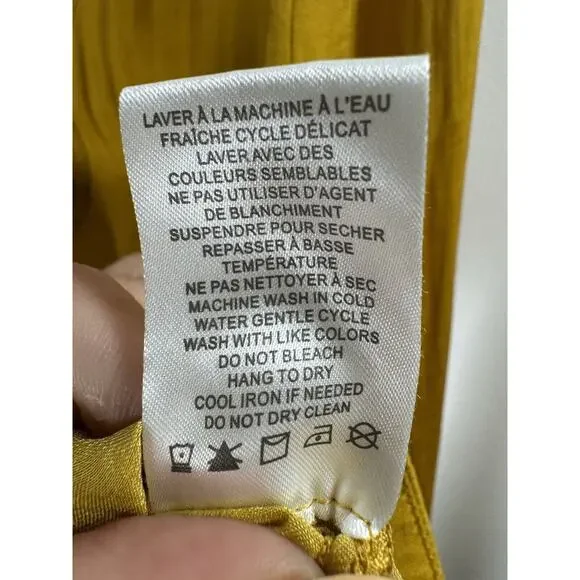 LAVER À LA MACHINE À L'EAU
FRAÎCHE CYCLE DÉLICAT
LAVER AVEC DES
COULEURS SEMBLABLES
NE PAS UTILISER D'AGENT
DE BLANCHIMENT
SUSPENDRE POUR SECHER
REPASSER À BASSE
TEMPÉRATURE
NE PAS NETTOYER À SEC
MACHINE WASH IN COLD
WATER GENTLE CYCLE
WASH WITH LIKE COLORS
DO NOT BLEACH
HANG TO DRY
COOL IRON IF NEEDED
DO NOT DRY CLEAN